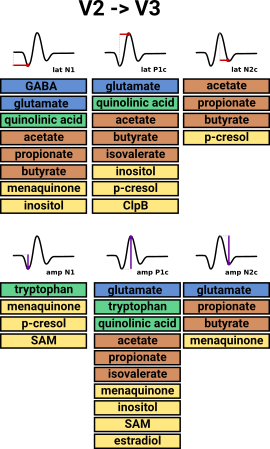 V2 -> V3
lat N1
lat P1c
lat N2c
GABA
glutamate
quinolinic acid
acetate
propionate
butyrate
menaquinone
inositol
glutamate
quinolinic acid
acetate
butyrate
isovalerate
inositol
p-cresol
ClpB
acetate
propionate
butyrate
p-cresol
amp N1
amp P1c
amp N2c
tryptophan
menaquinone
p-cresol
SAM
glutamate
tryptophan
quinolinic acid
acetate
propionate
isovalerate
menaquinone
inositol
SAM
estradiol
glutamate
propionate
butyrate
menaquinone